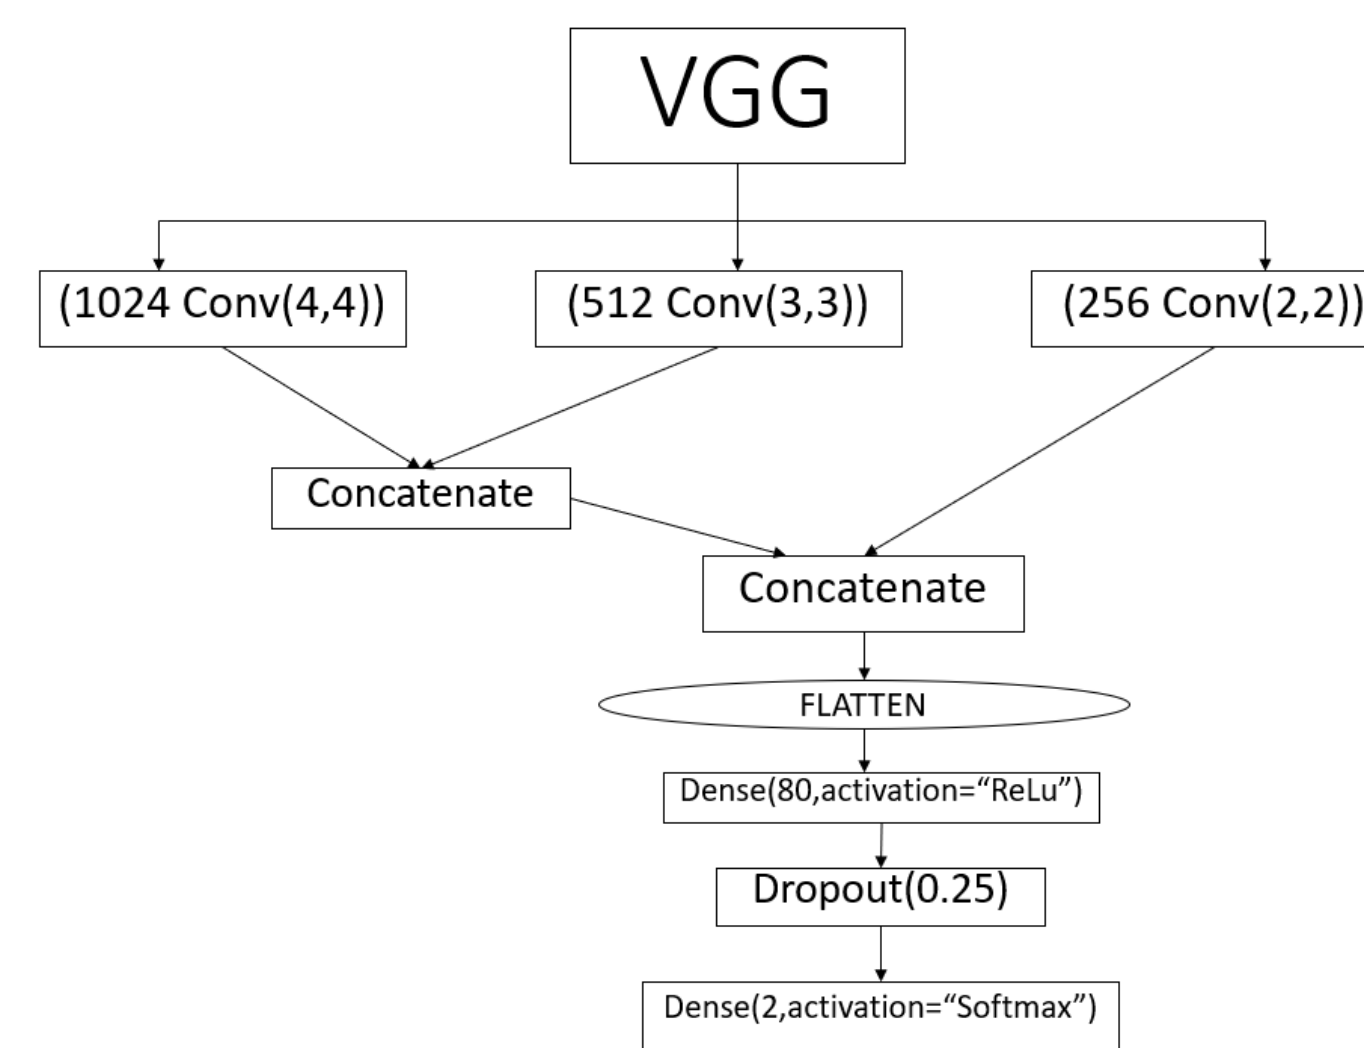 VGG
(1024 Conv(4,4))
(512 Conv(3,3))
(256 Conv(2,2))
Concatenate
Concatenate
FLATTEN
Dense(80,activation=“ReLu”)
Dropout(0.25)
Dense(2,activation=“Softmax”)